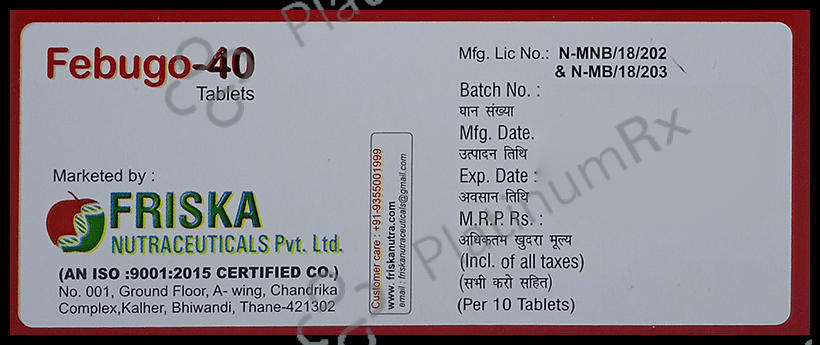 Febugo-40
Tablets
Marketed by :
FRISKA
NUTRACEUTICALS Pvt. Ltd.
(AN ISO :9001:2015 CERTIFIED CO.)
No. 001, Ground Floor, A- wing, Chandrika
Complex,Kalher, Bhiwandi, Thane-421302
Customer care : +91-9355001999
www.friskanutra.com
email : friskanutraceuticals@gmail.com
Mfg. Lic No.: N-MNB/18/202
& N-MB/18/203
Batch No. :
घान संख्या
Mfg. Date.
उत्पादन तिथि
Exp. Date :
अवसान तिथि
M.R.P. Rs. :
अधिकतम खुदरा मूल्य
(Incl. of all taxes)
(सभी करो सहित)
(Per 10 Tablets)
PlatinumRx